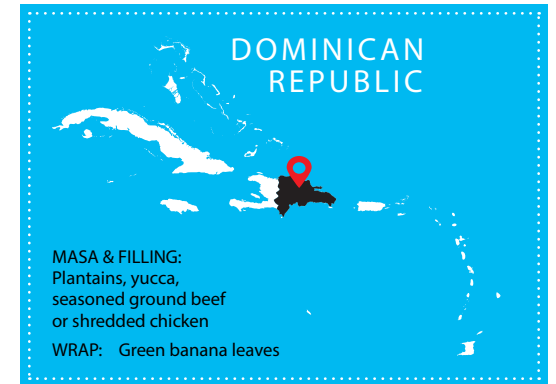 DOMINICAN
REPUBLIC
MASA & FILLING:
Plantains, yucca,
seasoned ground beef
or shredded chicken
WRAP: Green banana leaves